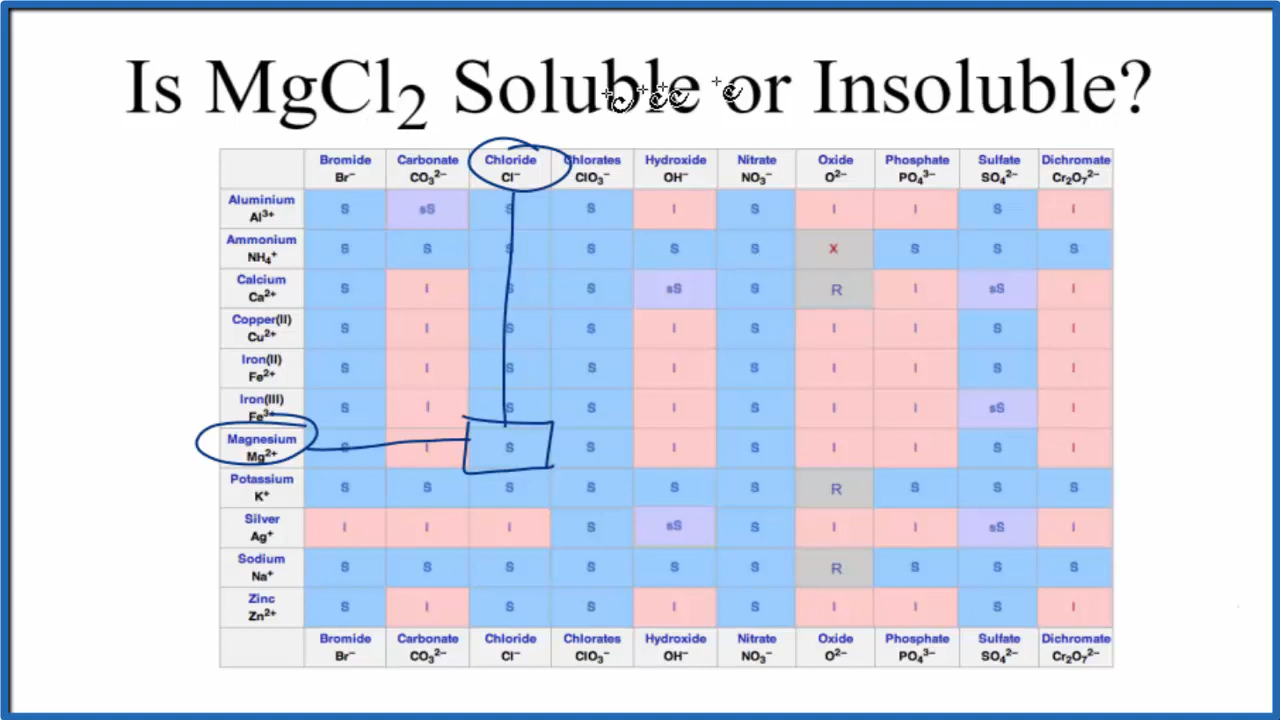 Is MgCl₂ Soluble or Insoluble?
Bromide Carbonate Chloride Chlorates Hydroxide Nitrate Oxide Phosphate Sulfate Dichromate
Br⁻ CO₃²⁻ Cl⁻ ClO₃⁻ OH⁻ NO₃⁻ O²⁻ PO₄³⁻ SO₄²⁻ Cr₂O₇²⁻
Aluminium
Al³⁺ S sS S S I S I I S I
Ammonium
NH₄⁺ S S S S S S X S S S
Calcium
Ca²⁺ S I S S sS S R I sS I
Copper(II)
Cu²⁺ S I S S I S I I S I
Iron(II)
Fe²⁺ S I S S I S I I S I
Iron(III)
Fe³⁺ S I S S I S I I sS I
Magnesium
Mg²⁺ S I S S I S I I S I
Potassium
K⁺ S S S S S S R S S S
Silver
Ag⁺ I I I S sS S I I sS I
Sodium
Na⁺ S S S S S S R S S S
Zinc
Zn²⁺ S I S S I S I I S I
Bromide Carbonate Chloride Chlorates Hydroxide Nitrate Oxide Phosphate Sulfate Dichromate
Br⁻ CO₃²⁻ Cl⁻ ClO₃⁻ OH⁻ NO₃⁻ O²⁻ PO₄³⁻ SO₄²⁻ Cr₂O₇²⁻